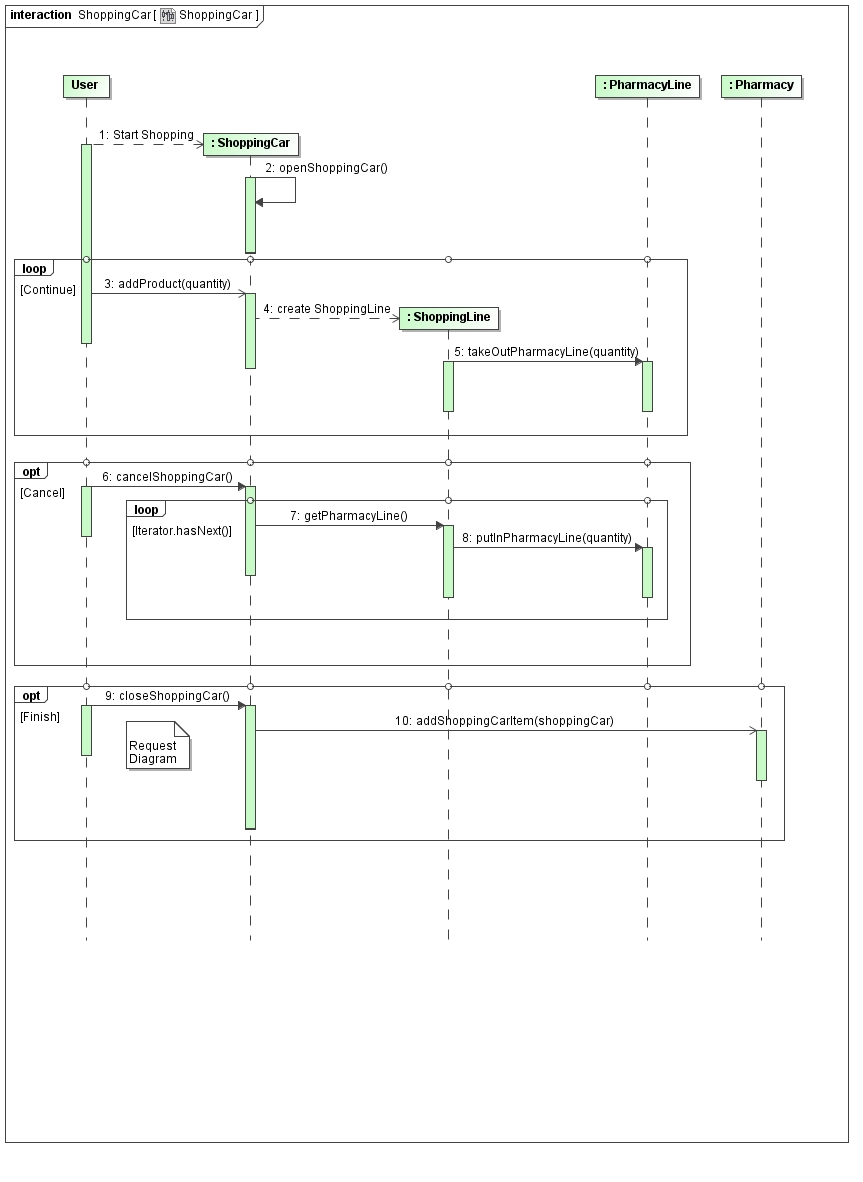 interaction ShoppingCar [ ShoppingCar ]
User
: PharmacyLine
: Pharmacy
1: Start Shopping
: ShoppingCar
2: openShoppingCar()
loop
[Continue]
3: addProduct(quantity)
4: create ShoppingLine
: ShoppingLine
5: takeOutPharmacyLine(quantity)
opt
[Cancel]
6: cancelShoppingCar()
loop
[Iterator.hasNext()]
7: getPharmacyLine()
8: putInPharmacyLine(quantity)
opt
[Finish]
9: closeShoppingCar()
10: addShoppingCarItem(shoppingCar)
Request
Diagram